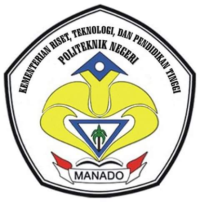 KEMENTERIAN RISET, TEKNOLOGI, DAN PENDIDIKAN TINGGI
POLITEKNIK NEGERI
MANADO